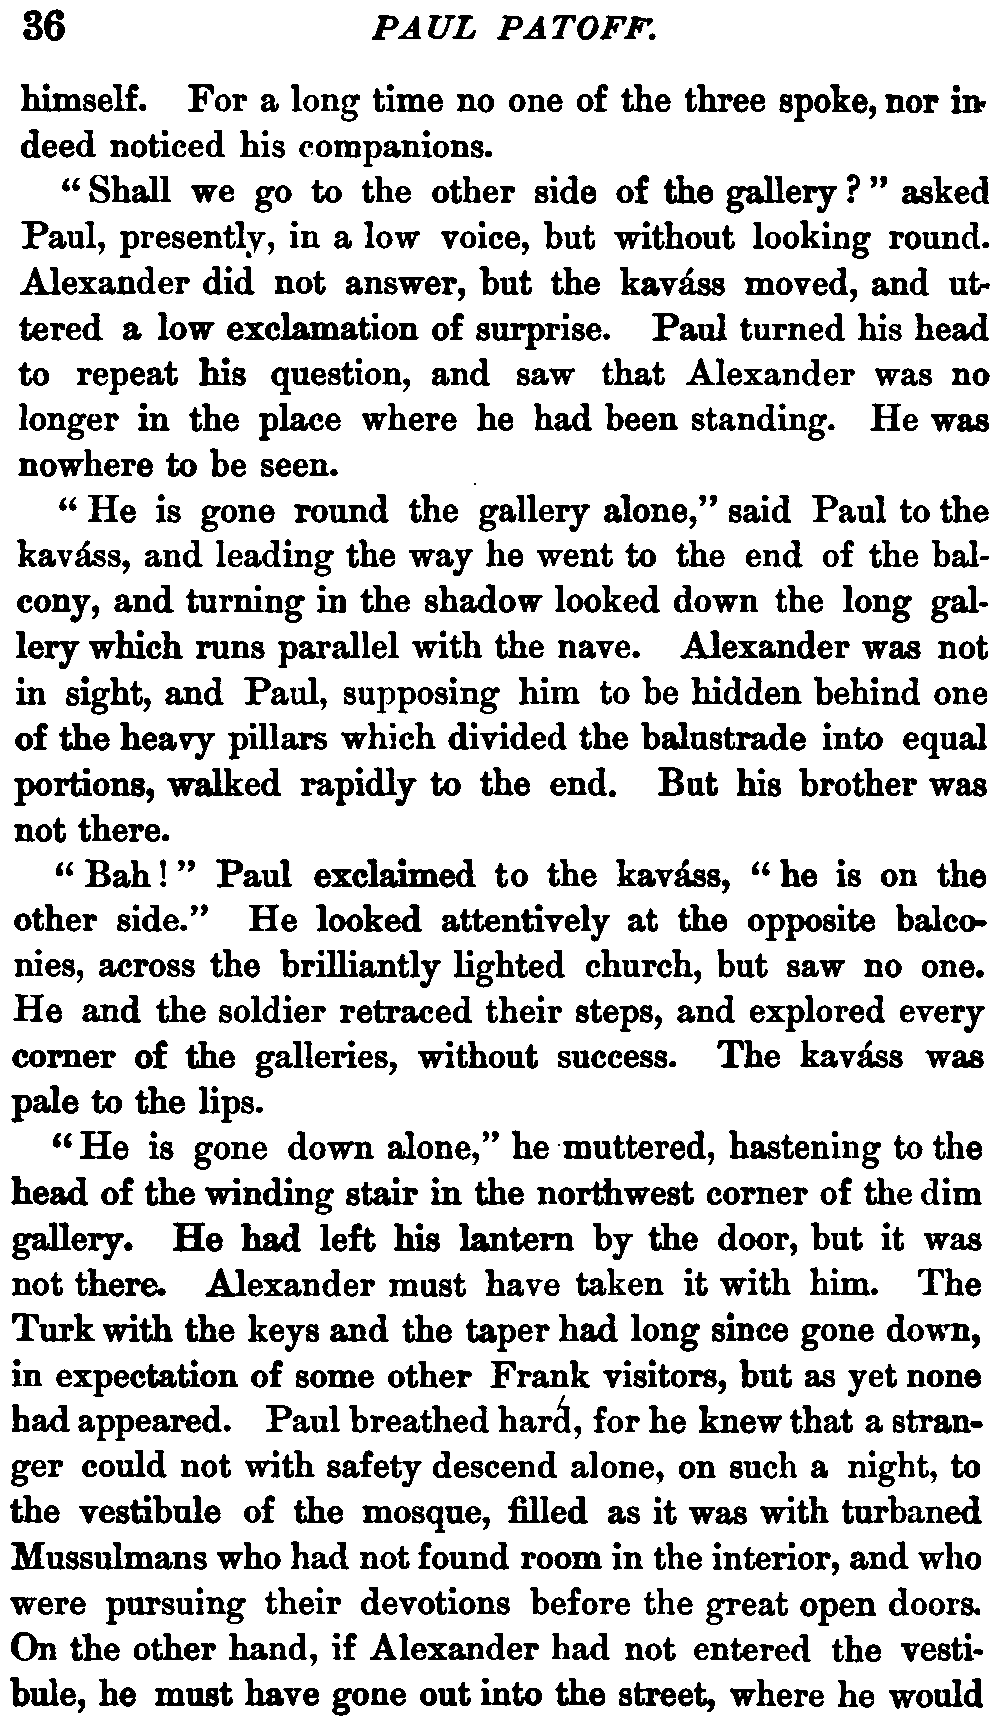 36 PAUL PATOFF.
himself. For a long time no one of the three spoke, nor in-
deed noticed his companions.
“Shall we go to the other side of the gallery?” asked
Paul, presently, in a low voice, but without looking round.
Alexander did not answer, but the kaváss moved, and ut-
tered a low exclamation of surprise. Paul turned his head
to repeat his question, and saw that Alexander was no
longer in the place where he had been standing. He was
nowhere to be seen.
“He is gone round the gallery alone,” said Paul to the
kaváss, and leading the way he went to the end of the bal-
cony, and turning in the shadow looked down the long gal-
lery which runs parallel with the nave. Alexander was not
in sight, and Paul, supposing him to be hidden behind one
of the heavy pillars which divided the balustrade into equal
portions, walked rapidly to the end. But his brother was
not there.
“Bah!” Paul exclaimed to the kaváss, “he is on the
other side.” He looked attentively at the opposite balco-
nies, across the brilliantly lighted church, but saw no one.
He and the soldier retraced their steps, and explored every
corner of the galleries, without success. The kaváss was
pale to the lips.
“He is gone down alone,” he muttered, hastening to the
head of the winding stair in the northwest corner of the dim
gallery. He had left his lantern by the door, but it was
not there. Alexander must have taken it with him. The
Turk with the keys and the taper had long since gone down,
in expectation of some other Frank visitors, but as yet none
had appeared. Paul breathed hard, for he knew that a stran-
ger could not with safety descend alone, on such a night, to
the vestibule of the mosque, filled as it was with turbaned
Mussulmans who had not found room in the interior, and who
were pursuing their devotions before the great open doors.
On the other hand, if Alexander had not entered the vesti-
bule, he must have gone out into the street, where he would